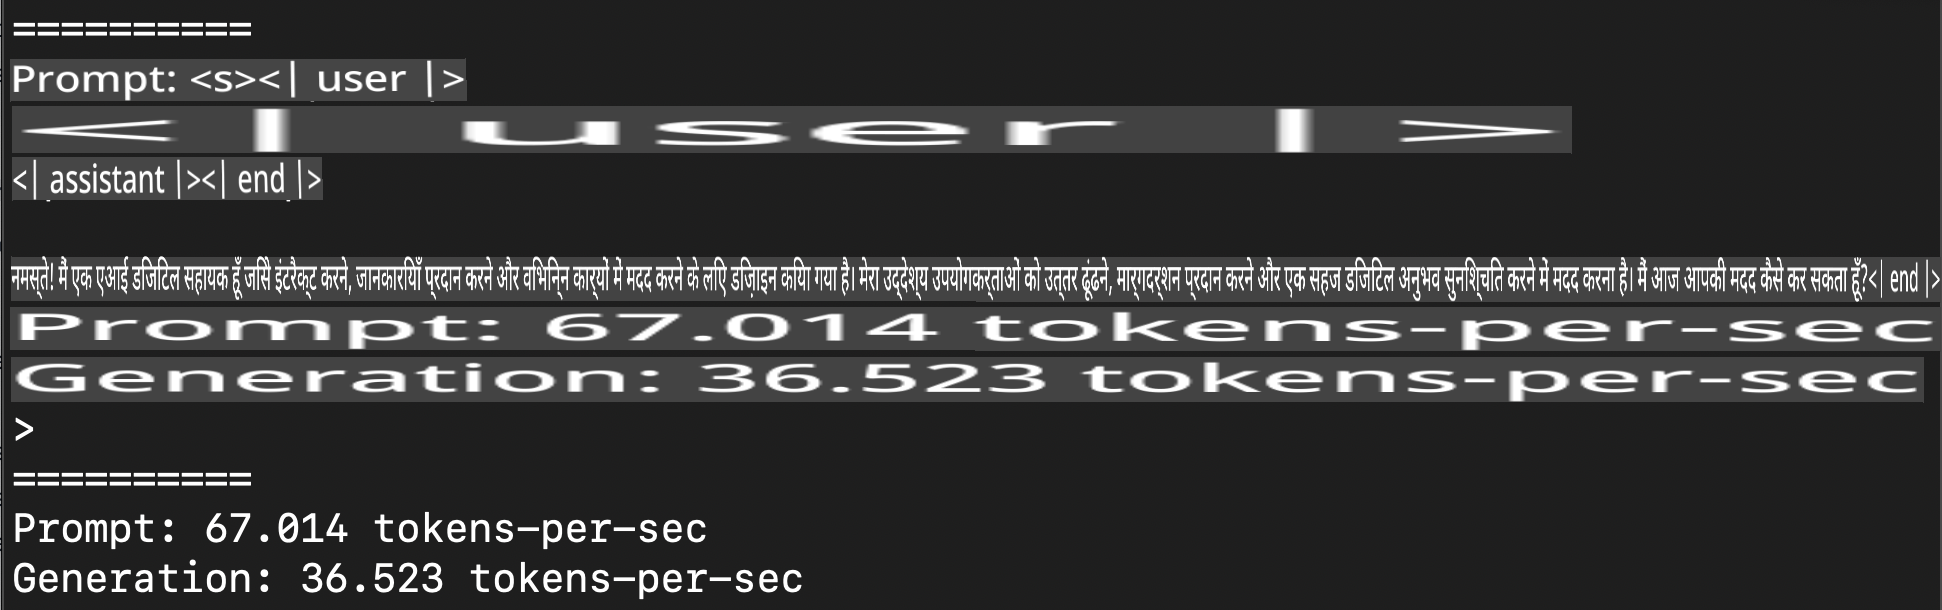 ==========
Prompt: <s><| user |>
<| user |>
<| assistant |><| end |>
नमस्ते! मैं एक एआई डिजिटल सहायक हूँ जिसे इंटरैक्ट करने, जानकारियाँ प्रदान करने और विभिन्न कार्यों में मदद करने के लिए डिज़ाइन किया गया है। मेरा उद्देश्य उपयोगकर्ताओं को उत्तर ढूंढने, मार्गदर्शन प्रदान करने और एक सहज डिजिटल अनुभव सुनिश्चित करने में मदद करना है। मैं आज आपकी मदद कैसे कर सकता हूँ?<| end |>
Prompt: 67.014 tokens-per-sec
Generation: 36.523 tokens-per-sec
>
==========
Prompt: 67.014 tokens-per-sec
Generation: 36.523 tokens-per-sec